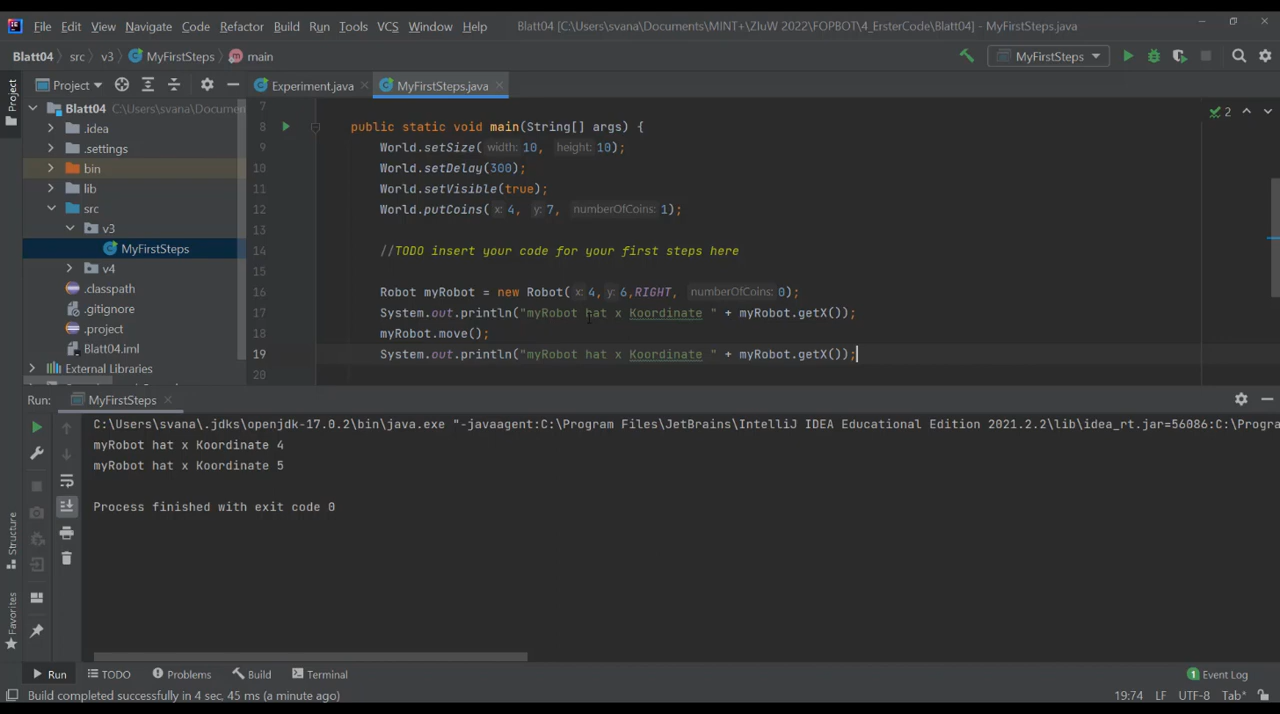 File Edit View Navigate Code Refactor Build Run Tools VCS Window Help Blatt04 [C:\Users\svana\Documents\MINT+\ZIuW 2022\FOPBOT\4_ErsterCode\Blatt04] - MyFirstSteps.java
Blatt04 src v3 MyFirstSteps main MyFirstSteps
Project Project Experiment.java MyFirstSteps.java
Blatt04 C:\Users\svana\Documen
.idea
.settings
bin
lib
src
v3
MyFirstSteps
v4
.classpath
.gitignore
.project
Blatt04.iml
External Libraries
7 2
8 public static void main(String[] args) {
9 World.setSize( width: 10, height: 10);
10 World.setDelay(300);
11 World.setVisible(true);
12 World.putCoins( x: 4, y: 7, numberOfCoins: 1);
13
14 //TODO insert your code for your first steps here
15
16 Robot myRobot = new Robot( x: 4, y: 6,RIGHT, numberOfCoins: 0);
17 System.out.println("myRobot hat x Koordinate " + myRobot.getX());
18 myRobot.move();
19 System.out.println("myRobot hat x Koordinate " + myRobot.getX());
20
Run: MyFirstSteps
C:\Users\svana\.jdks\openjdk-17.0.2\bin\java.exe "-javaagent:C:\Program Files\JetBrains\IntelliJ IDEA Educational Edition 2021.2.2\lib\idea_rt.jar=56086:C:\Progra
myRobot hat x Koordinate 4
myRobot hat x Koordinate 5
Process finished with exit code 0
Structure
Favorites
Run TODO Problems Build Terminal 1 Event Log
Build completed successfully in 4 sec, 45 ms (a minute ago) 19:74 LF UTF-8 Tab*